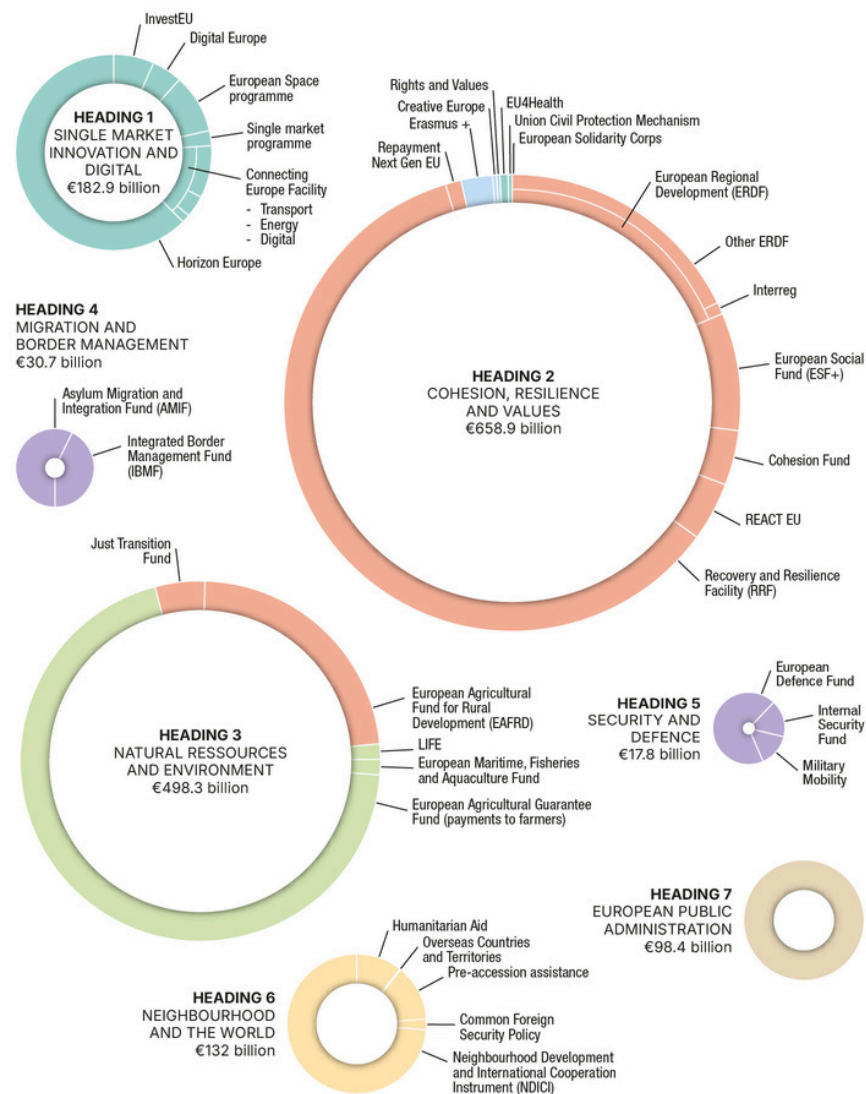 InvestEU
Digital Europe
European Space
programme
Single market
programme
Connecting
Europe Facility
- Transport
- Energy
- Digital
Horizon Europe
HEADING 1
SINGLE MARKET
INNOVATION AND
DIGITAL
€182.9 billion
Rights and Values
Creative Europe
Erasmus +
Repayment
Next Gen EU
EU4Health
Union Civil Protection Mechanism
European Solidarity Corps
European Regional
Development (ERDF)
Other ERDF
Interreg
European Social
Fund (ESF+)
Cohesion Fund
REACT EU
Recovery and Resilience
Facility (RRF)
HEADING 2
COHESION, RESILIENCE
AND VALUES
€658.9 billion
HEADING 4
MIGRATION AND
BORDER MANAGEMENT
€30.7 billion
Asylum Migration and
Integration Fund (AMIF)
Integrated Border
Management Fund
(IBMF)
Just Transition
Fund
European Agricultural
Fund for Rural
Development (EAFRD)
LIFE
European Maritime, Fisheries
and Aquaculture Fund
European Agricultural Guarantee
Fund (payments to farmers)
HEADING 3
NATURAL RESSOURCES
AND ENVIRONMENT
€498.3 billion
HEADING 5
SECURITY AND
DEFENCE
€17.8 billion
European
Defence Fund
Internal
Security
Fund
Military
Mobility
HEADING 7
EUROPEAN PUBLIC
ADMINISTRATION
€98.4 billion
HEADING 6
NEIGHBOURHOOD
AND THE WORLD
€132 billion
Humanitarian Aid
Overseas Countries
and Territories
Pre-accession assistance
Common Foreign
Security Policy
Neighbourhood Development
and International Cooperation
Instrument (NDICI)